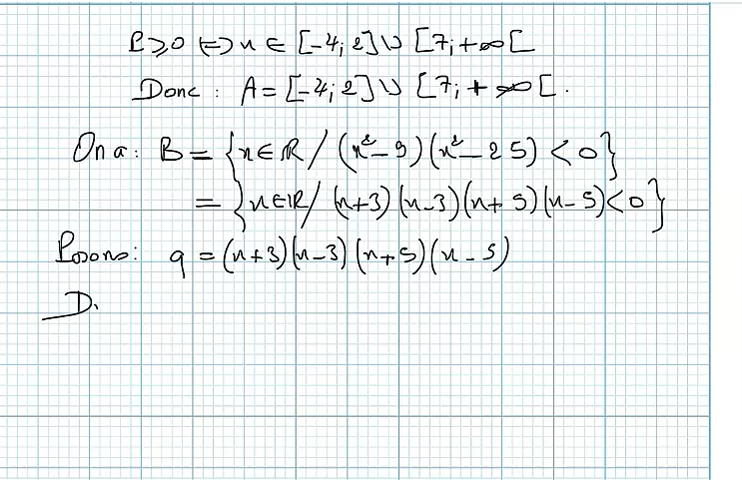 P ⩾ 0 ⟺ x ∈ [-4; 2] ∪ [7; +∞[
Donc : A = [-4; 2] ∪ [7; +∞[.
On a : B = {x ∈ ℝ / (x² - 9)(x² - 25) < 0}
= {x ∈ ℝ / (x+3)(x-3)(x+5)(x-5) < 0}
Posons : q = (x+3)(x-3)(x+5)(x-5)
D.